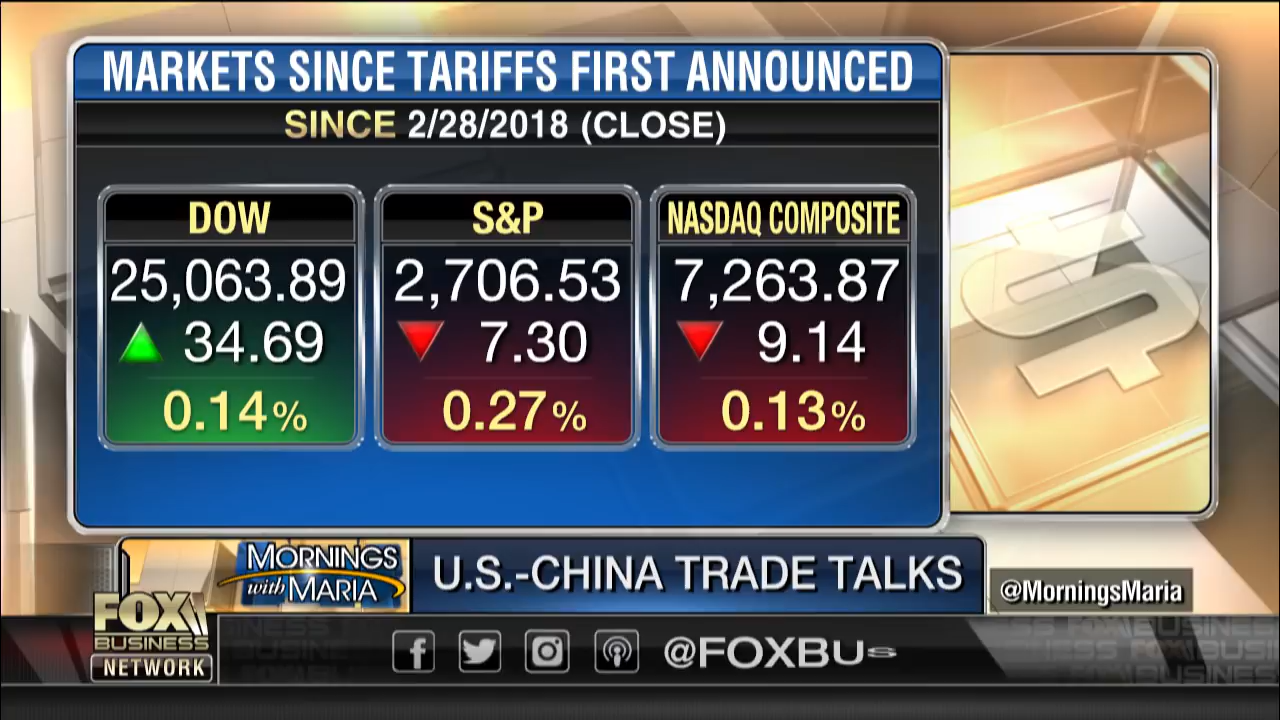 MARKETS SINCE TARIFFS FIRST ANNOUNCED
SINCE 2/28/2018 (CLOSE)
DOW
25,063.89
34.69
0.14%
S&P
2,706.53
7.30
0.27%
NASDAQ COMPOSITE
7,263.87
9.14
0.13%
MORNINGS
with MARIA
U.S.-CHINA TRADE TALKS
@MorningsMaria
FOX
BUSINESS
NETWORK
@FOXBUS